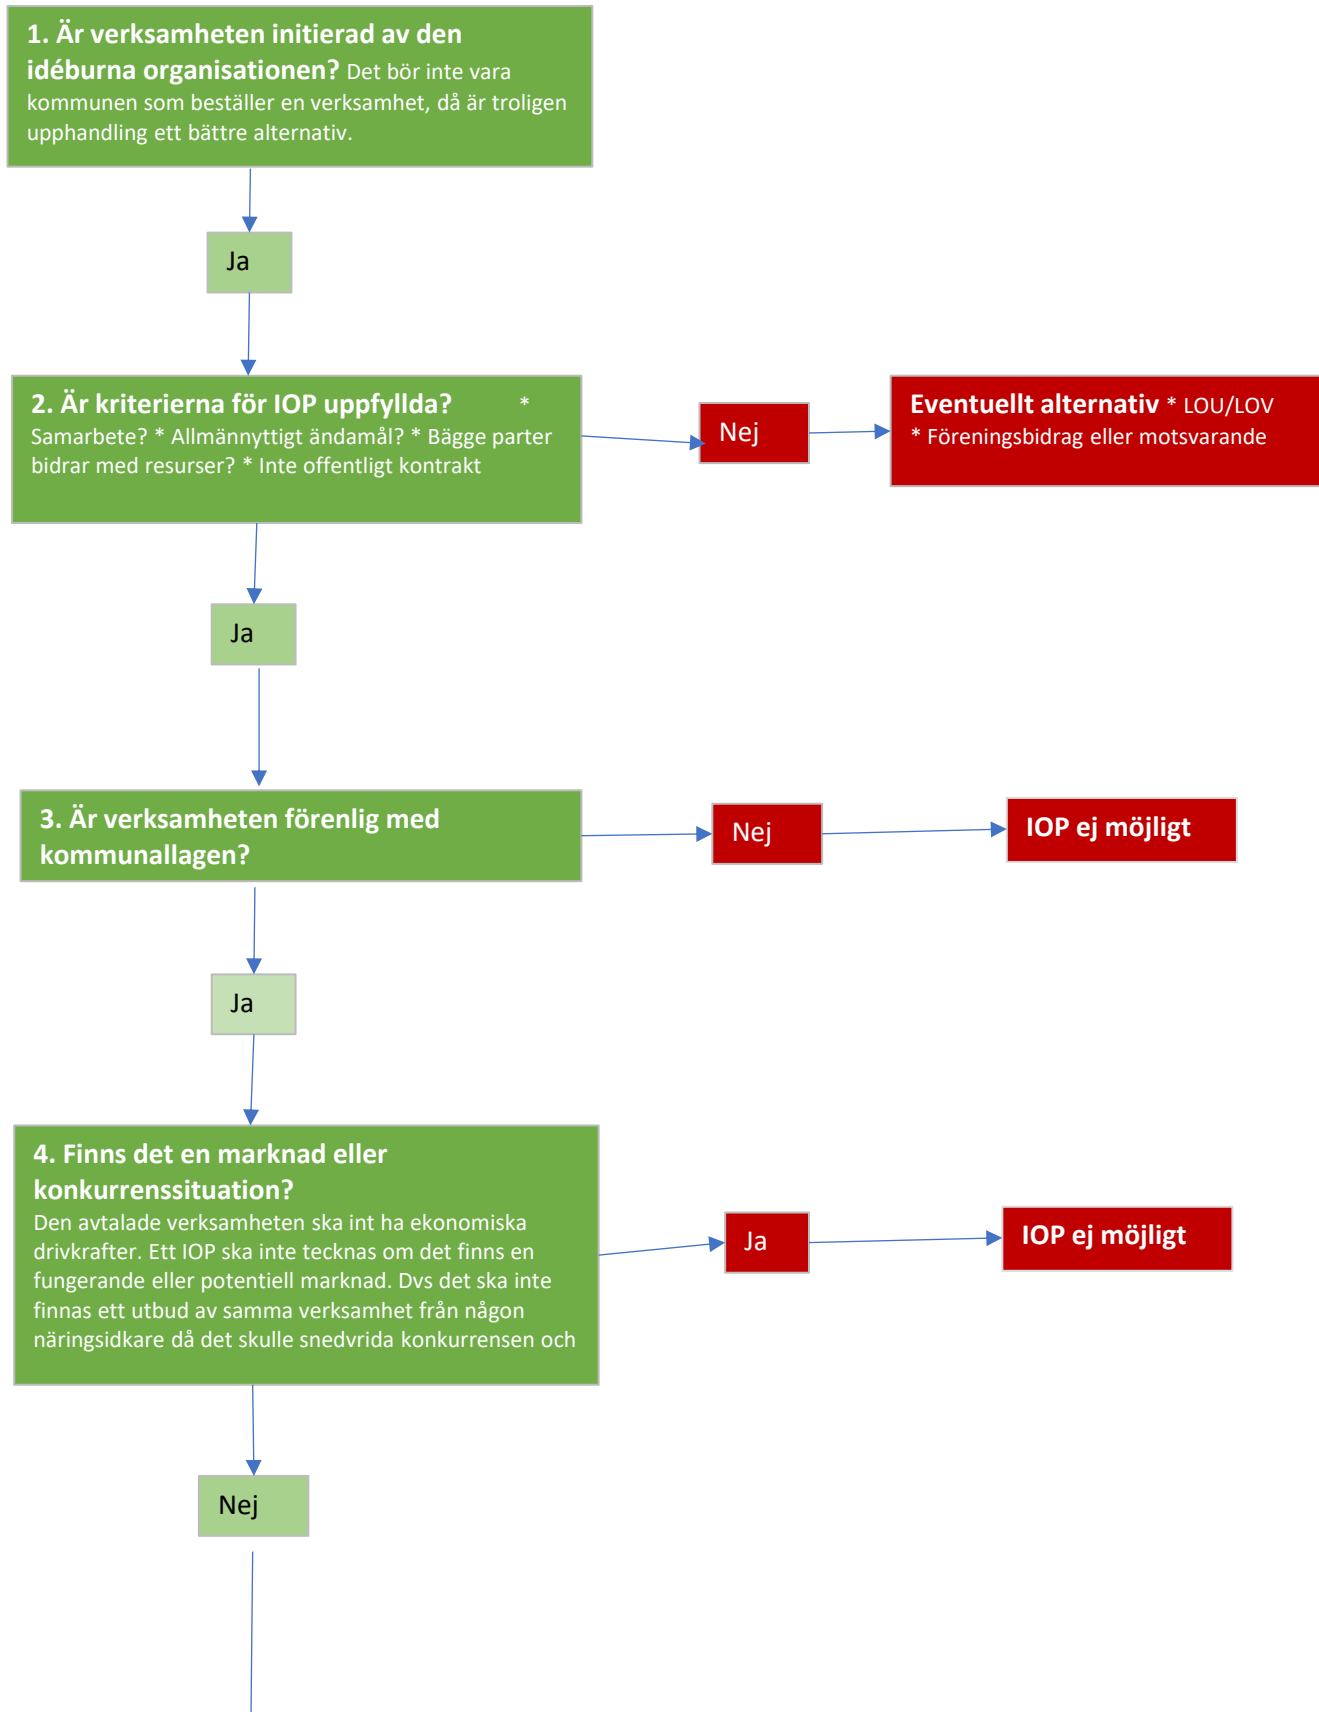 1. Är verksamheten initierad av den
idéburna organisationen? Det bör inte vara
kommunen som beställer en verksamhet, då är troligen
upphandling ett bättre alternativ.
Ja
2. Är kriterierna för IOP uppfyllda? *
Samarbete? * Allmännyttigt ändamål? * Bägge parter
bidrar med resurser? * Inte offentligt kontrakt
Nej
Eventuellt alternativ * LOU/LOV
* Föreningsbidrag eller motsvarande
Ja
3. Är verksamheten förenlig med
kommunallagen?
Nej
IOP ej möjligt
Ja
4. Finns det en marknad eller
konkurrenssituation?
Den avtalade verksamheten ska int ha ekonomiska
drivkrafter. Ett IOP ska inte tecknas om det finns en
fungerande eller potentiell marknad. Dvs det ska inte
finnas ett utbud av samma verksamhet från någon
näringsidkare då det skulle snedvrida konkurrensen och
Ja
IOP ej möjligt
Nej